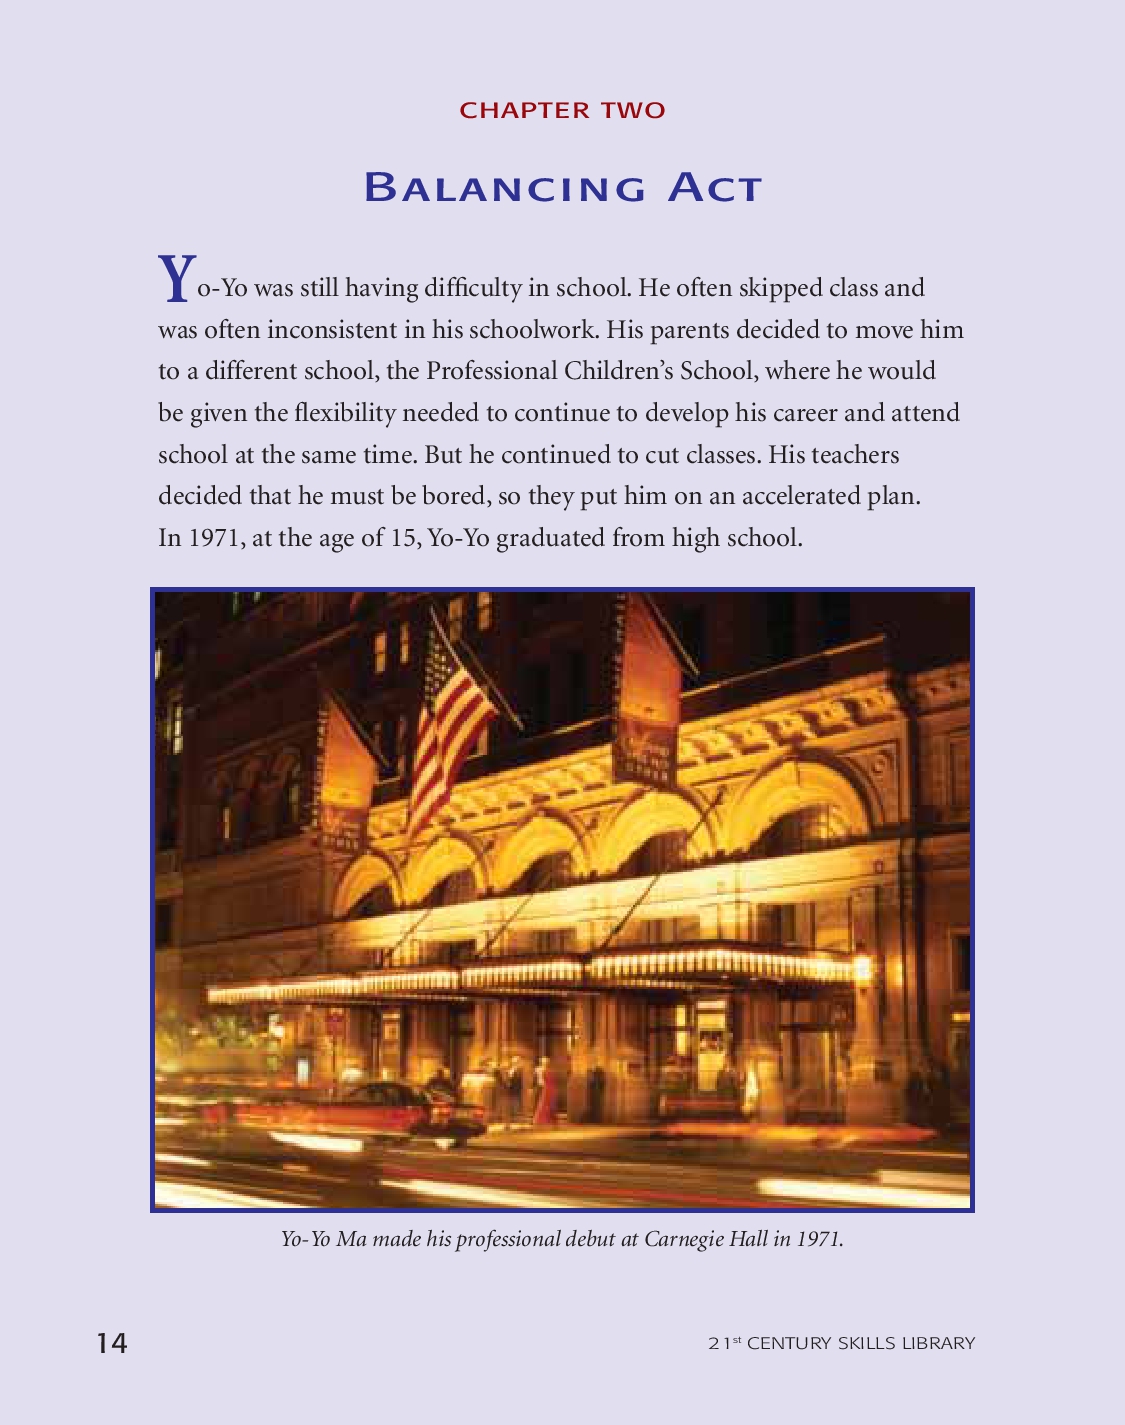 CHAPTER TWO
BALANCING ACT
Yo-Yo was still having difficulty in school. He often skipped class and
was often inconsistent in his schoolwork. His parents decided to move him
to a different school, the Professional Children’s School, where he would
be given the flexibility needed to continue to develop his career and attend
school at the same time. But he continued to cut classes. His teachers
decided that he must be bored, so they put him on an accelerated plan.
In 1971, at the age of 15, Yo-Yo graduated from high school.
Yo-Yo Ma made his professional debut at Carnegie Hall in 1971.
14
21st CENTURY SKILLS LIBRARY